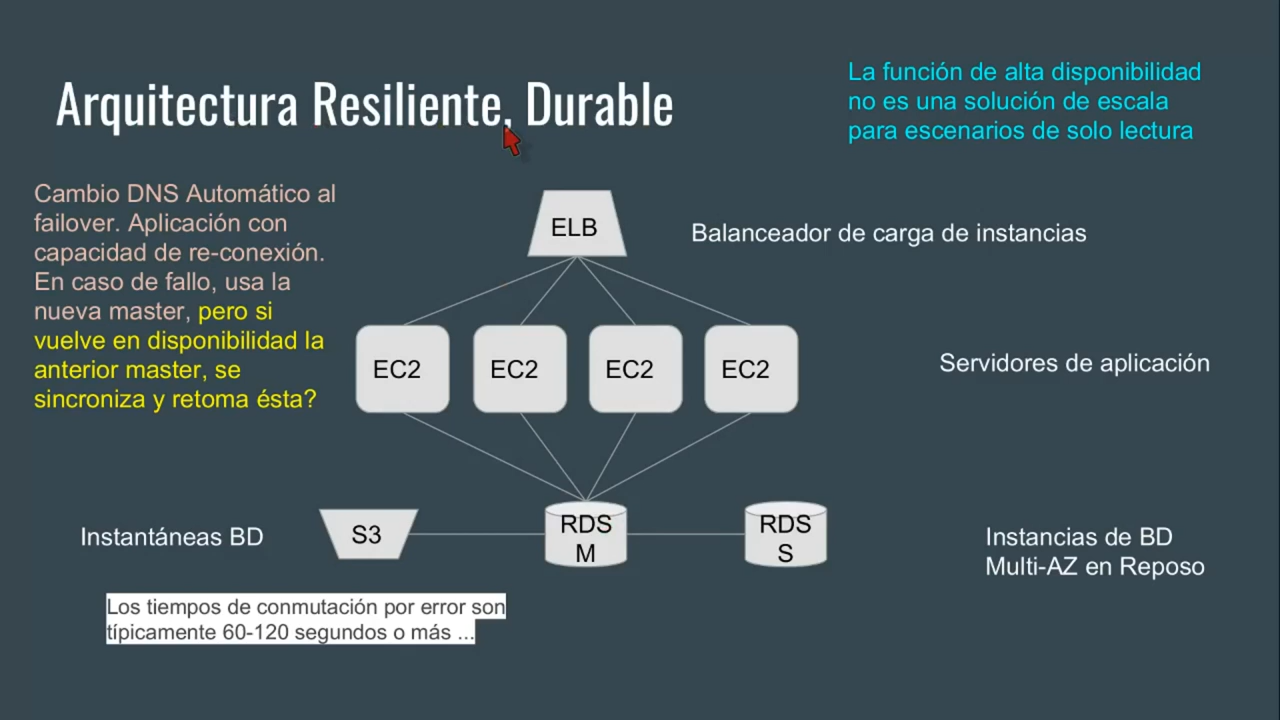 Arquitectura Resiliente, Durable
La función de alta disponibilidad
no es una solución de escala
para escenarios de solo lectura
Cambio DNS Automático al
failover. Aplicación con
capacidad de re-conexión.
En caso de fallo, usa la
nueva master, pero si
vuelve en disponibilidad la
anterior master, se
sincroniza y retoma ésta?
ELB
Balanceador de carga de instancias
EC2
EC2
EC2
EC2
Servidores de aplicación
Instantáneas BD
S3
RDS
M
RDS
S
Instancias de BD
Multi-AZ en Reposo
Los tiempos de conmutación por error son
típicamente 60-120 segundos o más ...